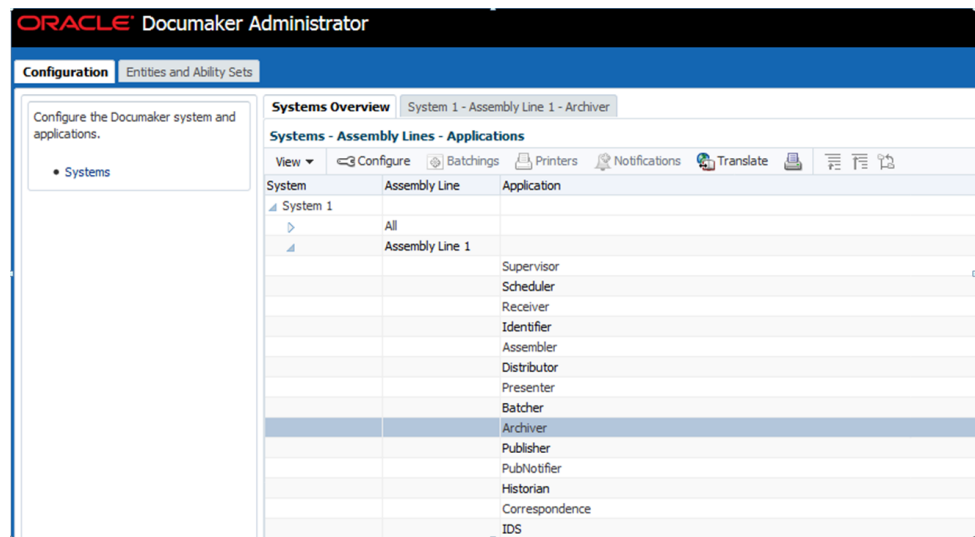 ORACLE® Documaker Administrator
Configuration Entities and Ability Sets
Configure the Documaker system and
applications.
• Systems
Systems Overview System 1 - Assembly Line 1 - Archiver
Systems - Assembly Lines - Applications
View Configure Batchings Printers Notifications Translate
System Assembly Line Application
System 1
All
Assembly Line 1
Supervisor
Scheduler
Receiver
Identifier
Assembler
Distributor
Presenter
Batcher
Archiver
Publisher
PubNotifier
Historian
Correspondence
IDS